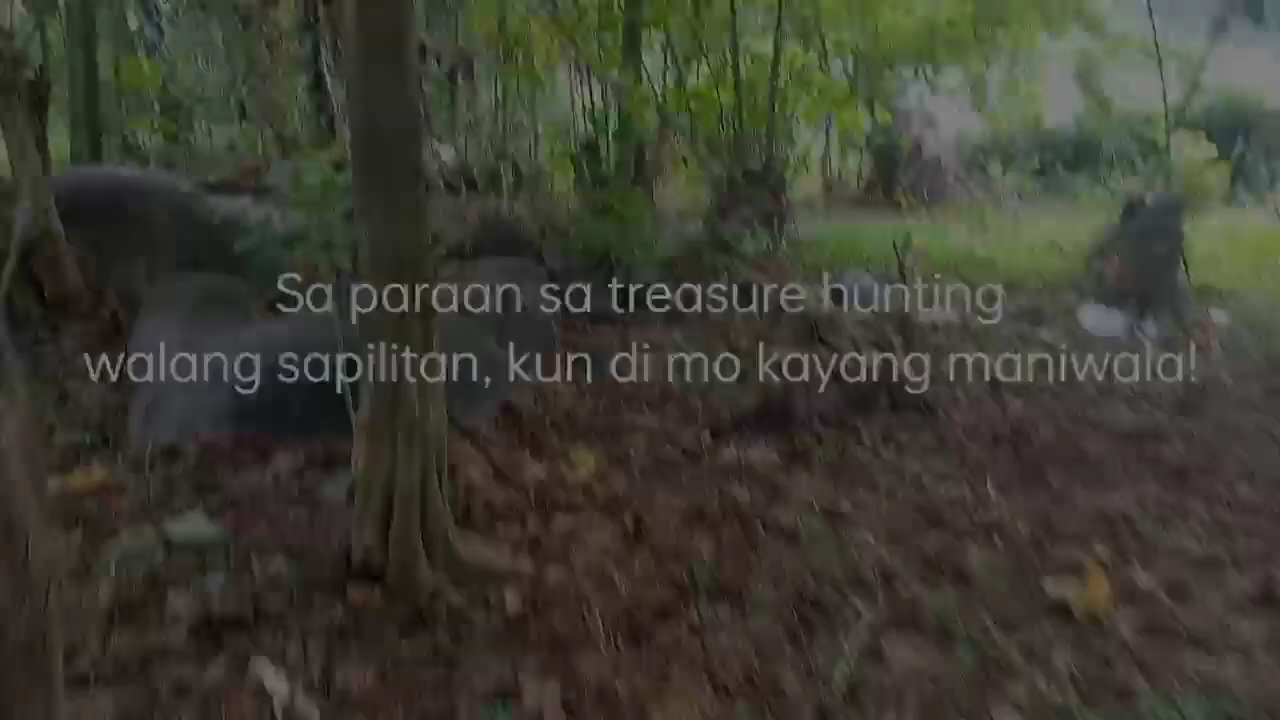 Sa paraan sa treasure hunting
walang sapilitan, kun di mo kayang maniwala!